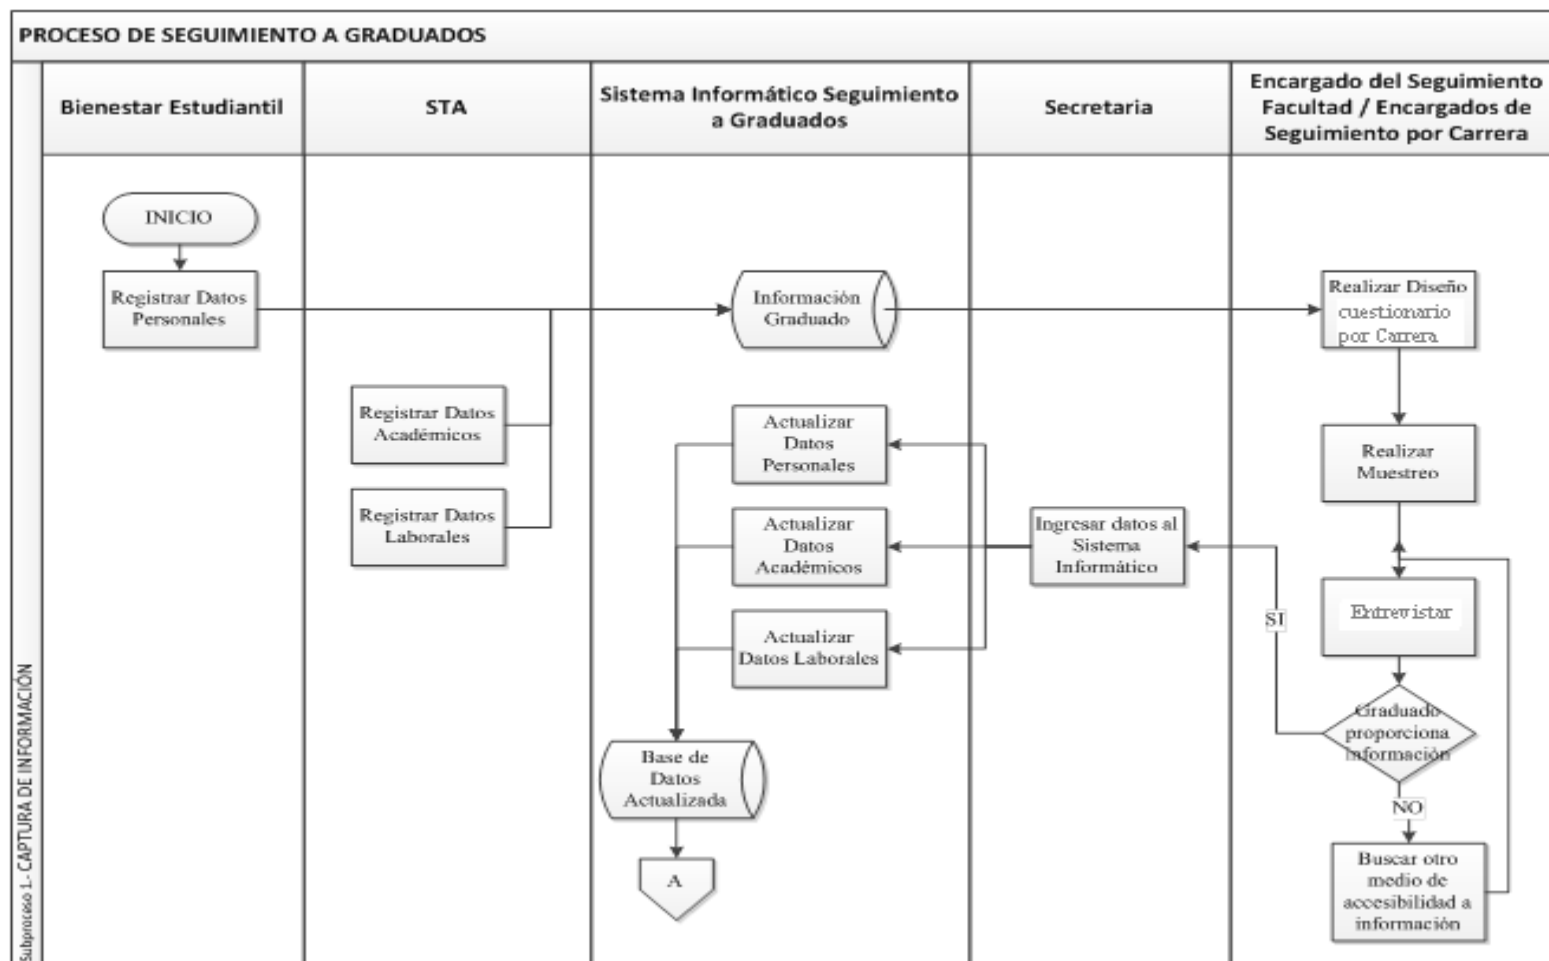 PROCESO DE SEGUIMIENTO A GRADUADOS
Bienestar Estudiantil
STA
Sistema Informático Seguimiento
a Graduados
Secretaria
Encargado del Seguimiento
Facultad / Encargados de
Seguimiento por Carrera
Subproceso 1.- CAPTURA DE INFORMACIÓN
INICIO
Registrar Datos
Personales
Registrar Datos
Académicos
Registrar Datos
Laborales
Información
Graduado
Actualizar
Datos
Personales
Actualizar
Datos
Académicos
Actualizar
Datos Laborales
Base de
Datos
Actualizada
A
Ingresar datos al
Sistema
Informático
Realizar Diseño
cuestionario
por Carrera
Realizar
Muestreo
Entrevistar
SI
Graduado
proporciona
información
NO
Buscar otro
medio de
accesibilidad a
información